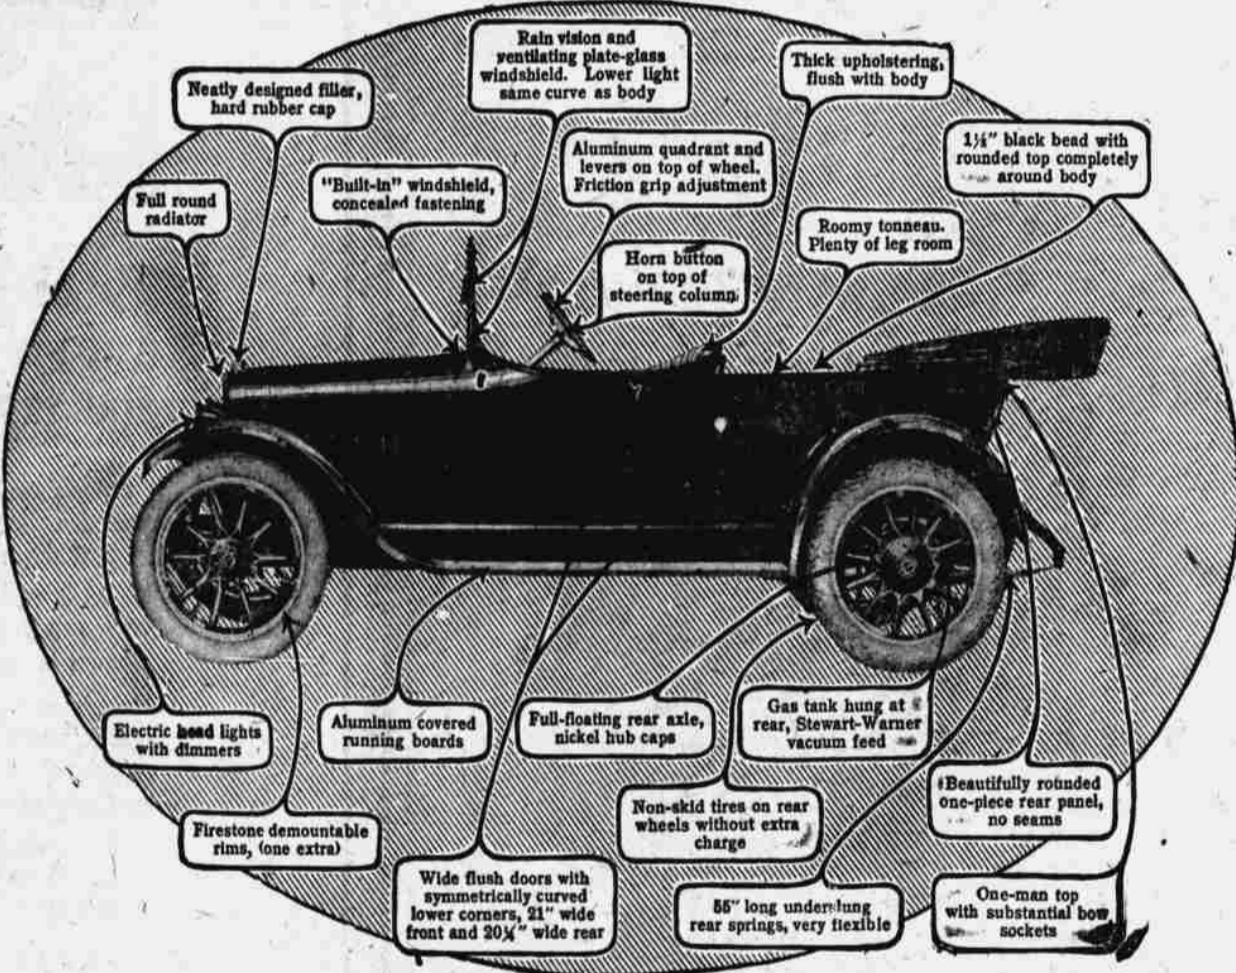 Rain vision and
ventilating plate-glass
windshield. Lower light
same curve as body
Thick upholstering,
flush with body
Neatly designed filler,
hard rubber cap
Aluminum quadrant and
levers on top of wheel.
Friction grip adjustment
1⅛" black bead with
rounded top completely
around body
"Built-in" windshield,
concealed fastening
Full round
radiator
Roomy tonneau.
Plenty of leg room
Horn button
on top of
steering column
Electric head lights
with dimmers
Aluminum covered
running boards
Full-floating rear axle,
nickel hub caps
Gas tank hung at
rear, Stewart-Warner
vacuum feed
Beautifully rounded
one-piece rear panel,
no seams
Non-skid tires on rear
wheels without extra
charge
Firestone demountable
rims, (one extra)
Wide flush doors with
symmetrically curved
lower corners, 21" wide
front and 20¼" wide rear
55" long underslung
rear springs, very flexible
One-man top
with substantial bow
sockets